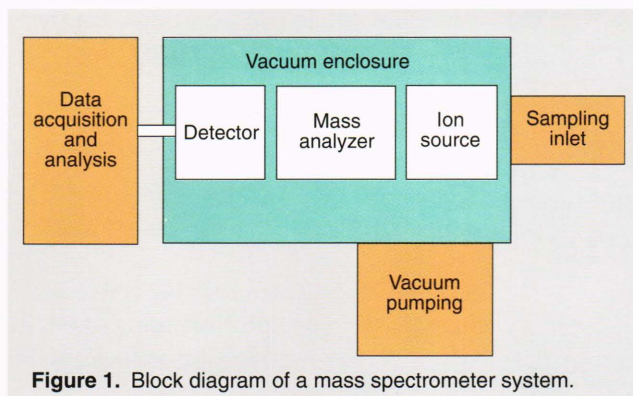 Vacuum enclosure
Data
acquisition
and
analysis
Detector
Mass
analyzer
Ion
source
Sampling
inlet
Vacuum
pumping
Figure 1. Block diagram of a mass spectrometer system.